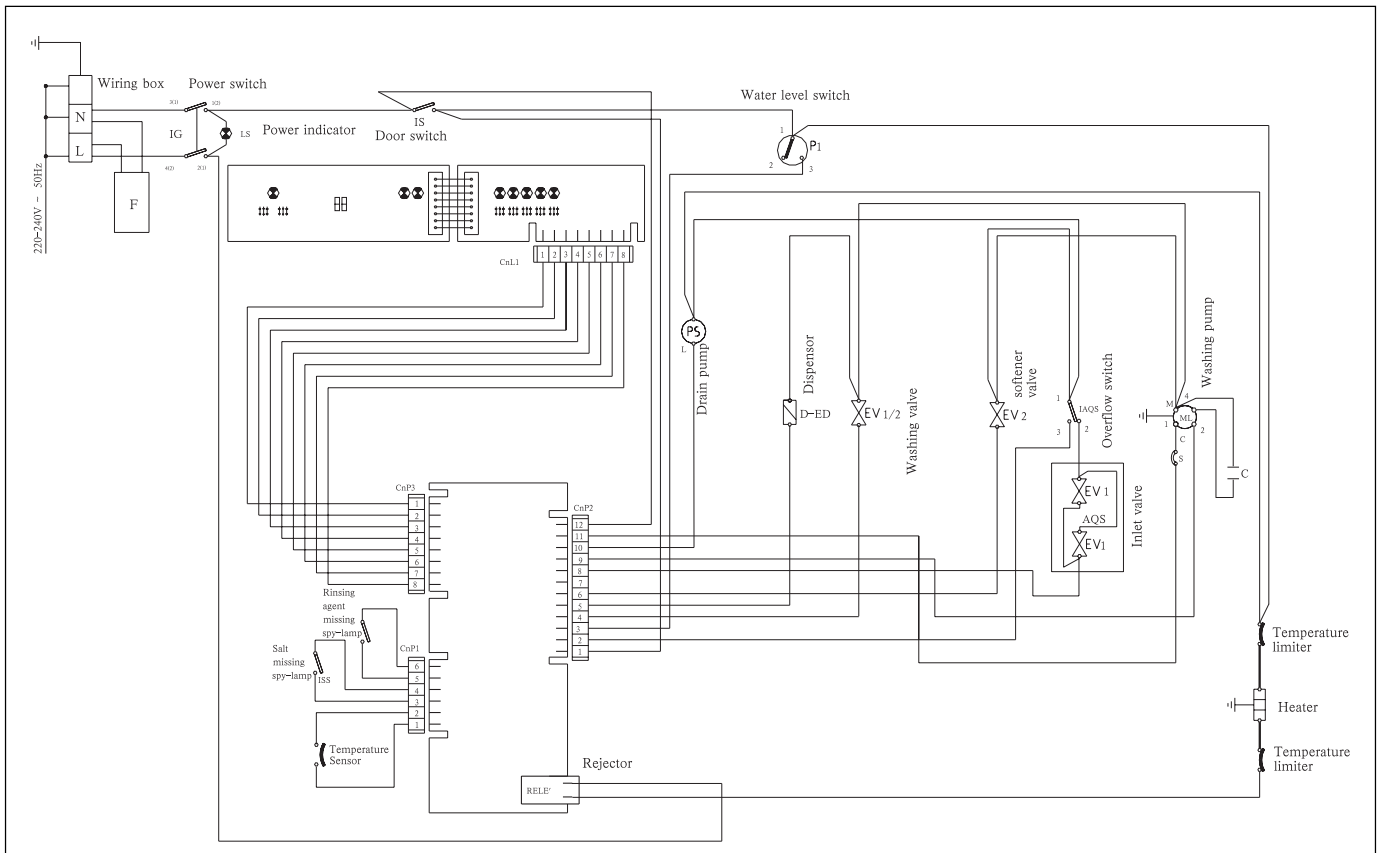 Wiring box
Power switch
N
L
F
220-240V - 50Hz
IG
LS
Power indicator
IS
Door switch
Water level switch
1
P1
2
3
CnL1
1 2 3 4 5 6 7 8
PS
L
Drain pump
Dispensor
D-ED
EV 1/2
Washing valve
softener
valve
EV 2
1
IAQS
3
2
Overflow switch
Washing pump
M
4
ML
1
2
C
S
C
EV 1
AQS
EV1
Inlet valve
CnP3
1
2
3
4
5
6
7
8
CnP2
12
11
10
9
8
7
6
5
4
3
2
1
Rinsing
agent
missing
spy-lamp
Salt
missing
spy-lamp
ISS
CnP1
6
5
4
3
2
1
Temperature
Sensor
RELE'
Rejector
Temperature
limiter
Heater
Temperature
limiter